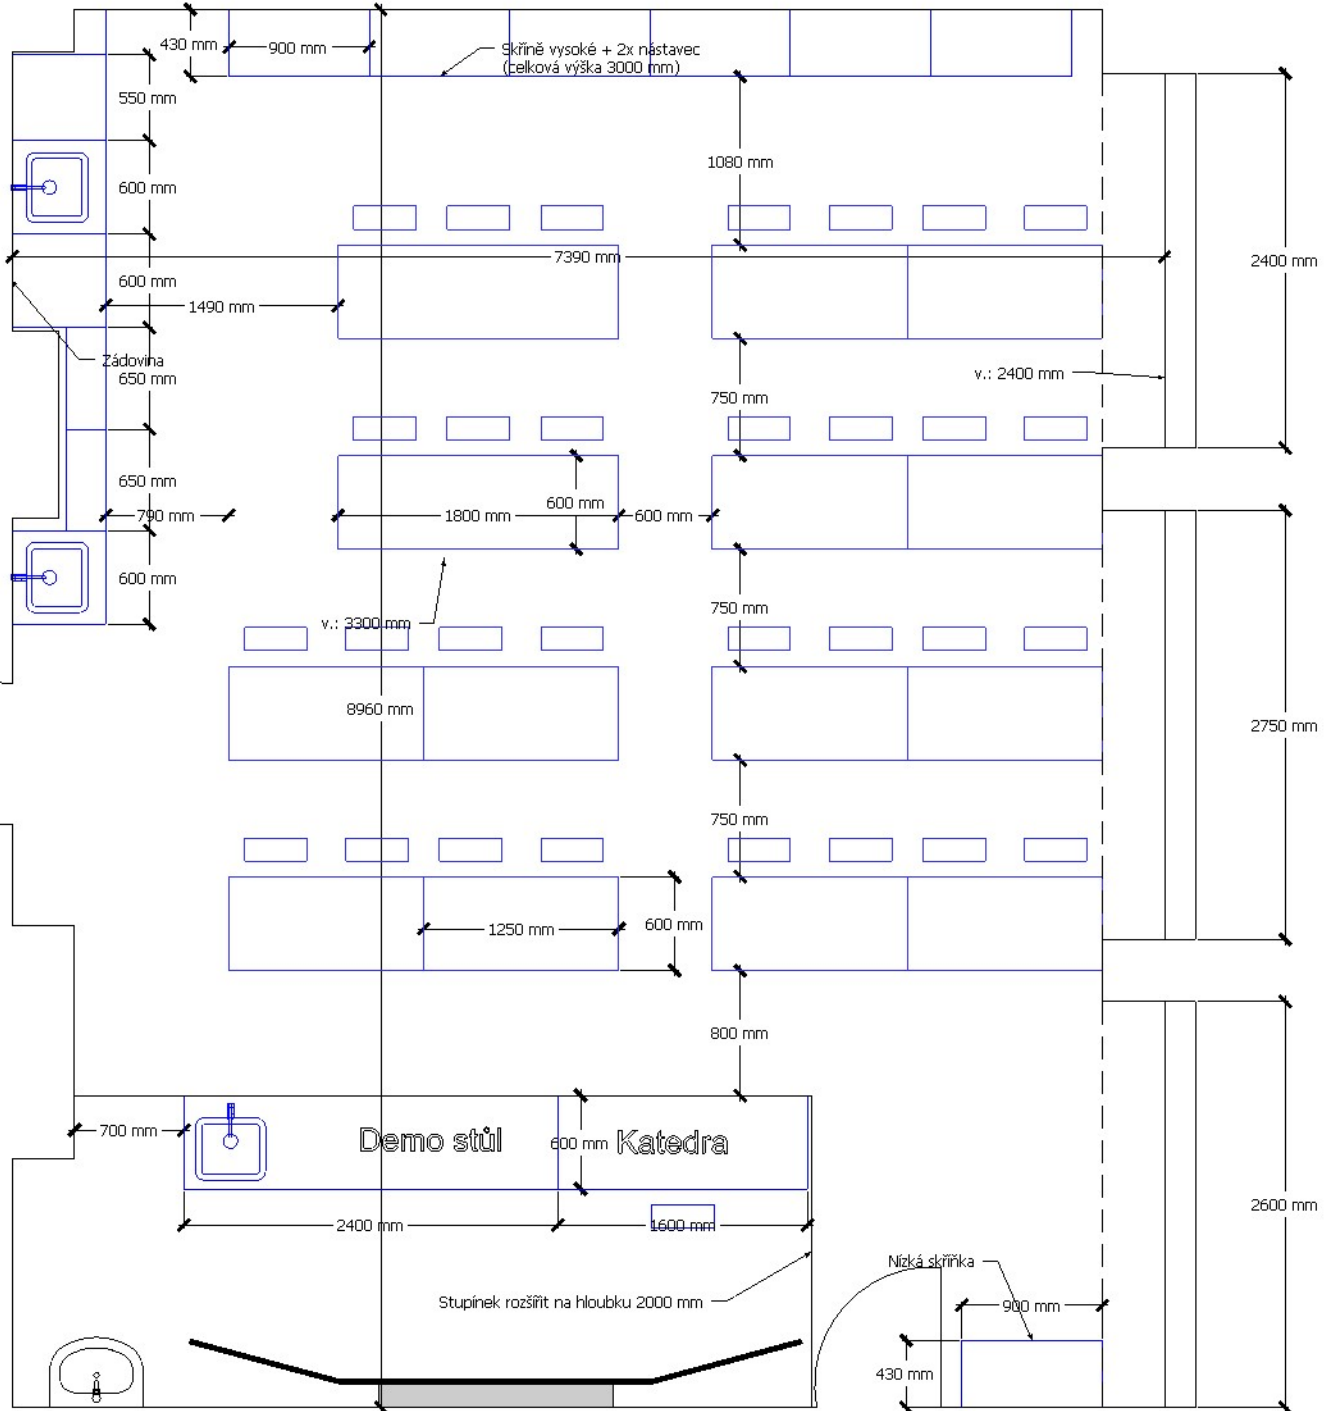 430 mm
900 mm
Skříně vysoké + 2x nástavec
(celková výška 3000 mm)
550 mm
1080 mm
600 mm
7390 mm
2400 mm
600 mm
1490 mm
Zádovina
650 mm
v.: 2400 mm
750 mm
650 mm
600 mm
790 mm
1800 mm
600 mm
600 mm
750 mm
v.: 3300 mm
8960 mm
2750 mm
750 mm
1250 mm
600 mm
800 mm
700 mm
Demo stůl
600 mm
Katedra
2400 mm
1600 mm
2600 mm
Nízká skříňka
Stupínek rozšířit na hloubku 2000 mm
900 mm
430 mm